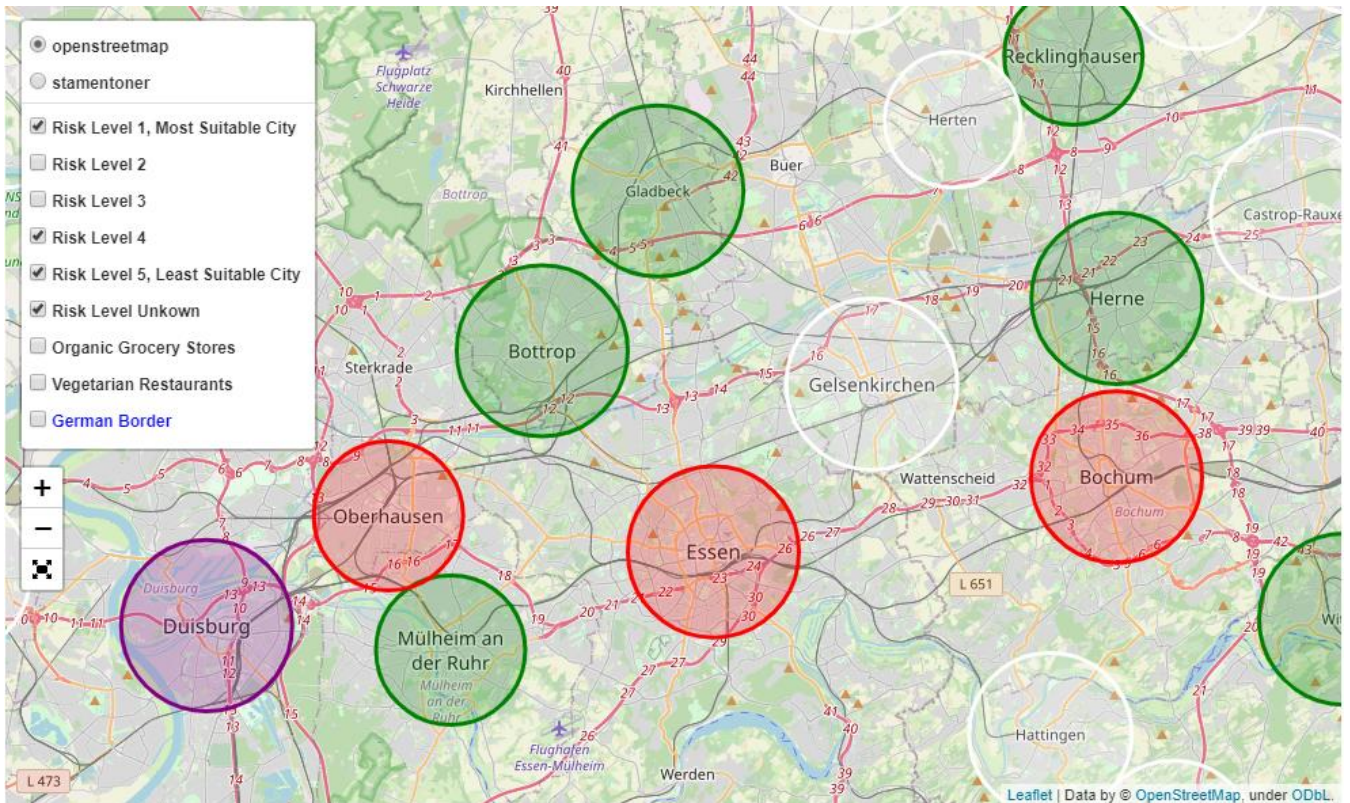 openstreetmap
stamentoner
Risk Level 1, Most Suitable City
Risk Level 2
Risk Level 3
Risk Level 4
Risk Level 5, Least Suitable City
Risk Level Unkown
Organic Grocery Stores
Vegetarian Restaurants
German Border
+
−
Flugplatz
Schwarze
Heide
Kirchhellen
Recklinghausen
Herten
Buer
Gladbeck
Bottrop
Castrop-Rauxe
Herne
Bottrop
Sterkrade
Gelsenkirchen
Wattenscheid
Bochum
Bochum
Oberhausen
Essen
L 651
Duisburg
Duisburg
Mülheim an
der Ruhr
Mülheim
an der
Ruhr
Flughafen
Essen-Mülheim
Werden
Hattingen
L 473
Leaflet | Data by © OpenStreetMap, under ODbL.